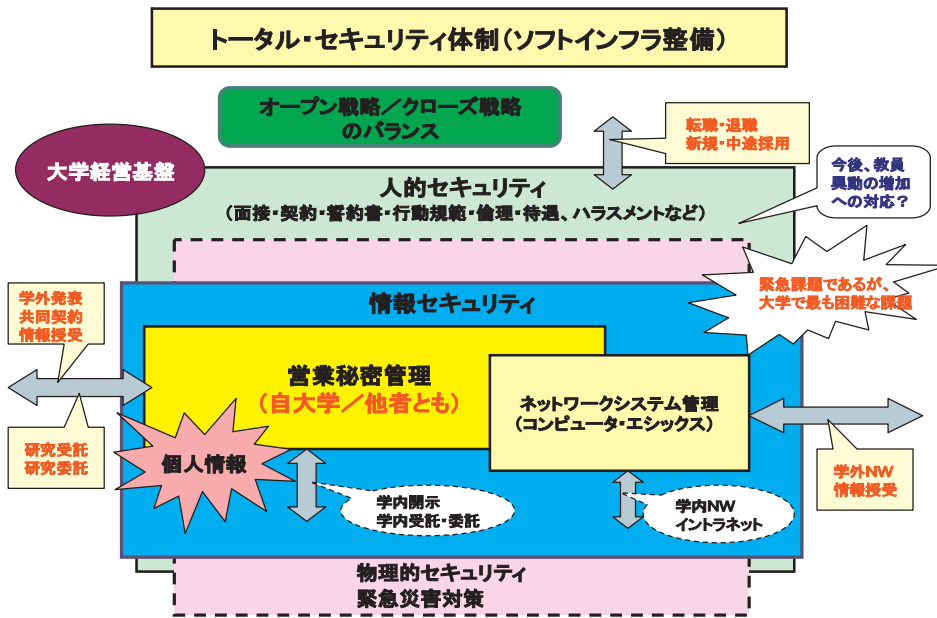 トータル・セキュリティ体制(ソフトインフラ整備)
オープン戦略／クローズ戦略
のバランス
転職・退職
新規・中途採用
大学経営基盤
人的セキュリティ
(面接・契約・誓約書・行動規範・倫理・待遇、ハラスメントなど)
今後、教員
異動の増加
への対応？
緊急課題であるが、
大学で最も困難な課題
学外発表
共同契約
情報授受
情報セキュリティ
営業秘密管理
(自大学／他者とも)
ネットワークシステム管理
(コンピュータ・エシックス)
研究受託
研究委託
個人情報
学外NW
情報授受
学内開示
学内受託・委託
学内NW
イントラネット
物理的セキュリティ
緊急災害対策